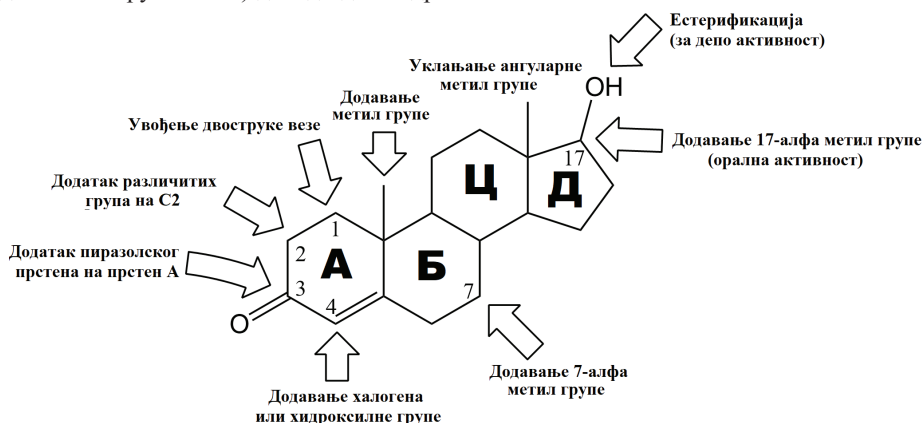 Естерификација
(за депо активност)
Уклањање ангуларне
метил групе
OH
Додавање
метил групе
Увођење двоструке везе
Додавање 17-алфа метил групе
(орална активност)
17
Ц
Д
Додатак различитих
група на C2
1
2
А
Б
Додатак пиразолског
прстена на прстен А
3
4
7
O
Додавање 7-алфа
метил групе
Додавање халогена
или хидроксилне групе